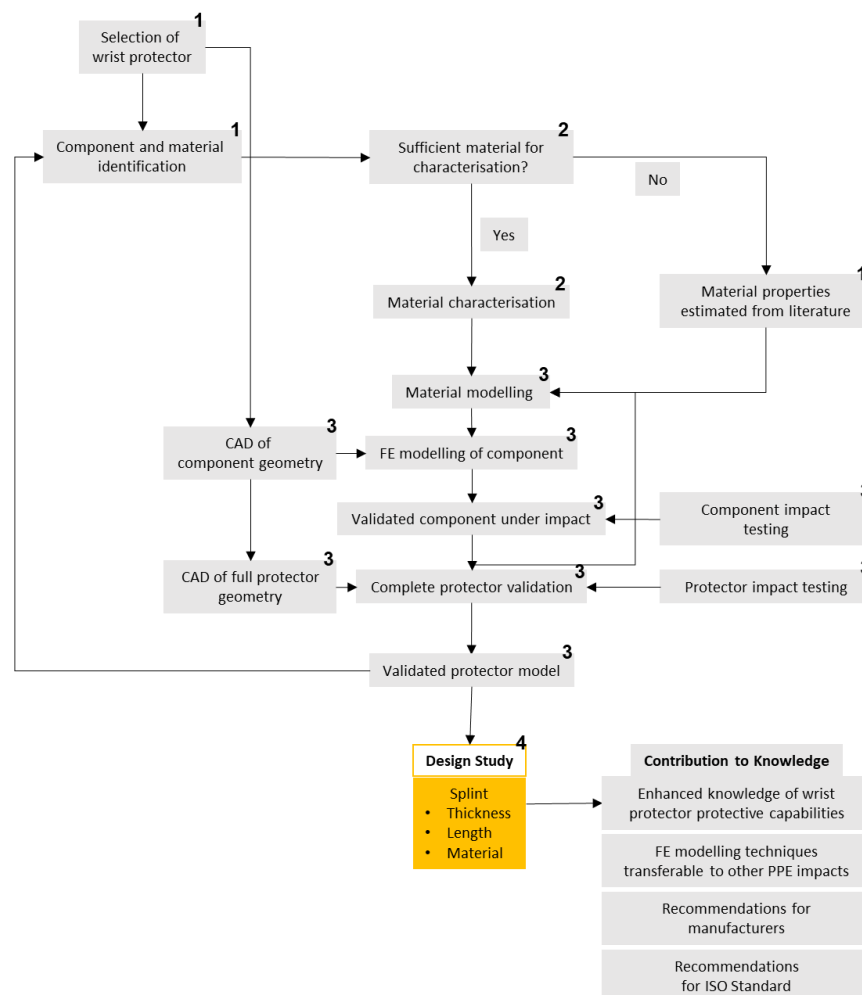 1
Selection of
wrist protector
1
Component and material
identification
2
Sufficient material for
characterisation?
No
Yes
2
Material characterisation
1
Material properties
estimated from literature
3
Material modelling
3
CAD of
component geometry
3
FE modelling of component
3
Validated component under impact
3
Component impact
testing
3
CAD of full protector
geometry
3
Complete protector validation
3
Protector impact testing
3
Validated protector model
4
Design Study
Splint
• Thickness
• Length
• Material
Contribution to Knowledge
Enhanced knowledge of wrist
protector protective capabilities
FE modelling techniques
transferable to other PPE impacts
Recommendations for
manufacturers
Recommendations
for ISO Standard